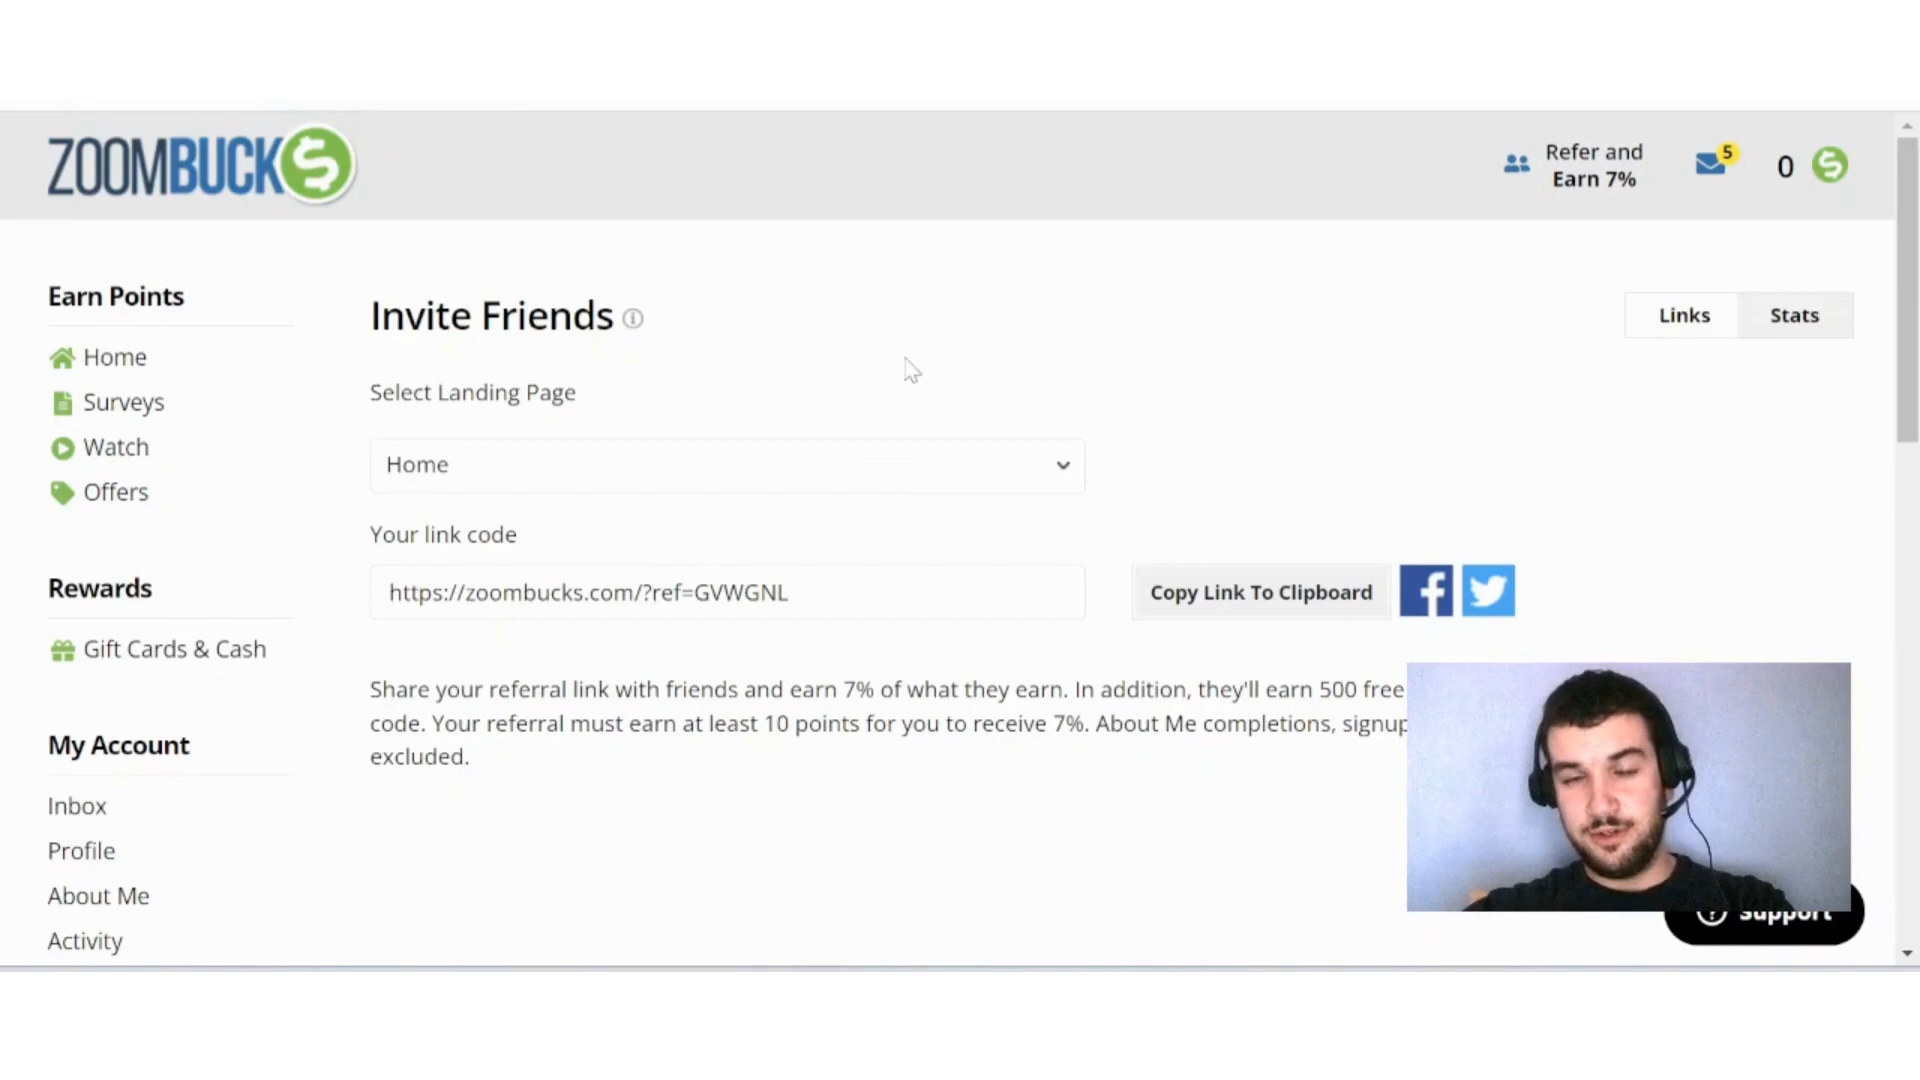 ZOOMBUCKS
Refer and
Earn 7%
5
0
Earn Points
Home
Surveys
Watch
Offers
Rewards
Gift Cards & Cash
My Account
Inbox
Profile
About Me
Activity
Invite Friends
Links
Stats
Select Landing Page
Home
Your link code
https://zoombucks.com/?ref=GVWGNL
Copy Link To Clipboard
Share your referral link with friends and earn 7% of what they earn. In addition, they'll earn 500 free
code. Your referral must earn at least 10 points for you to receive 7%. About Me completions, signup
excluded.
Support